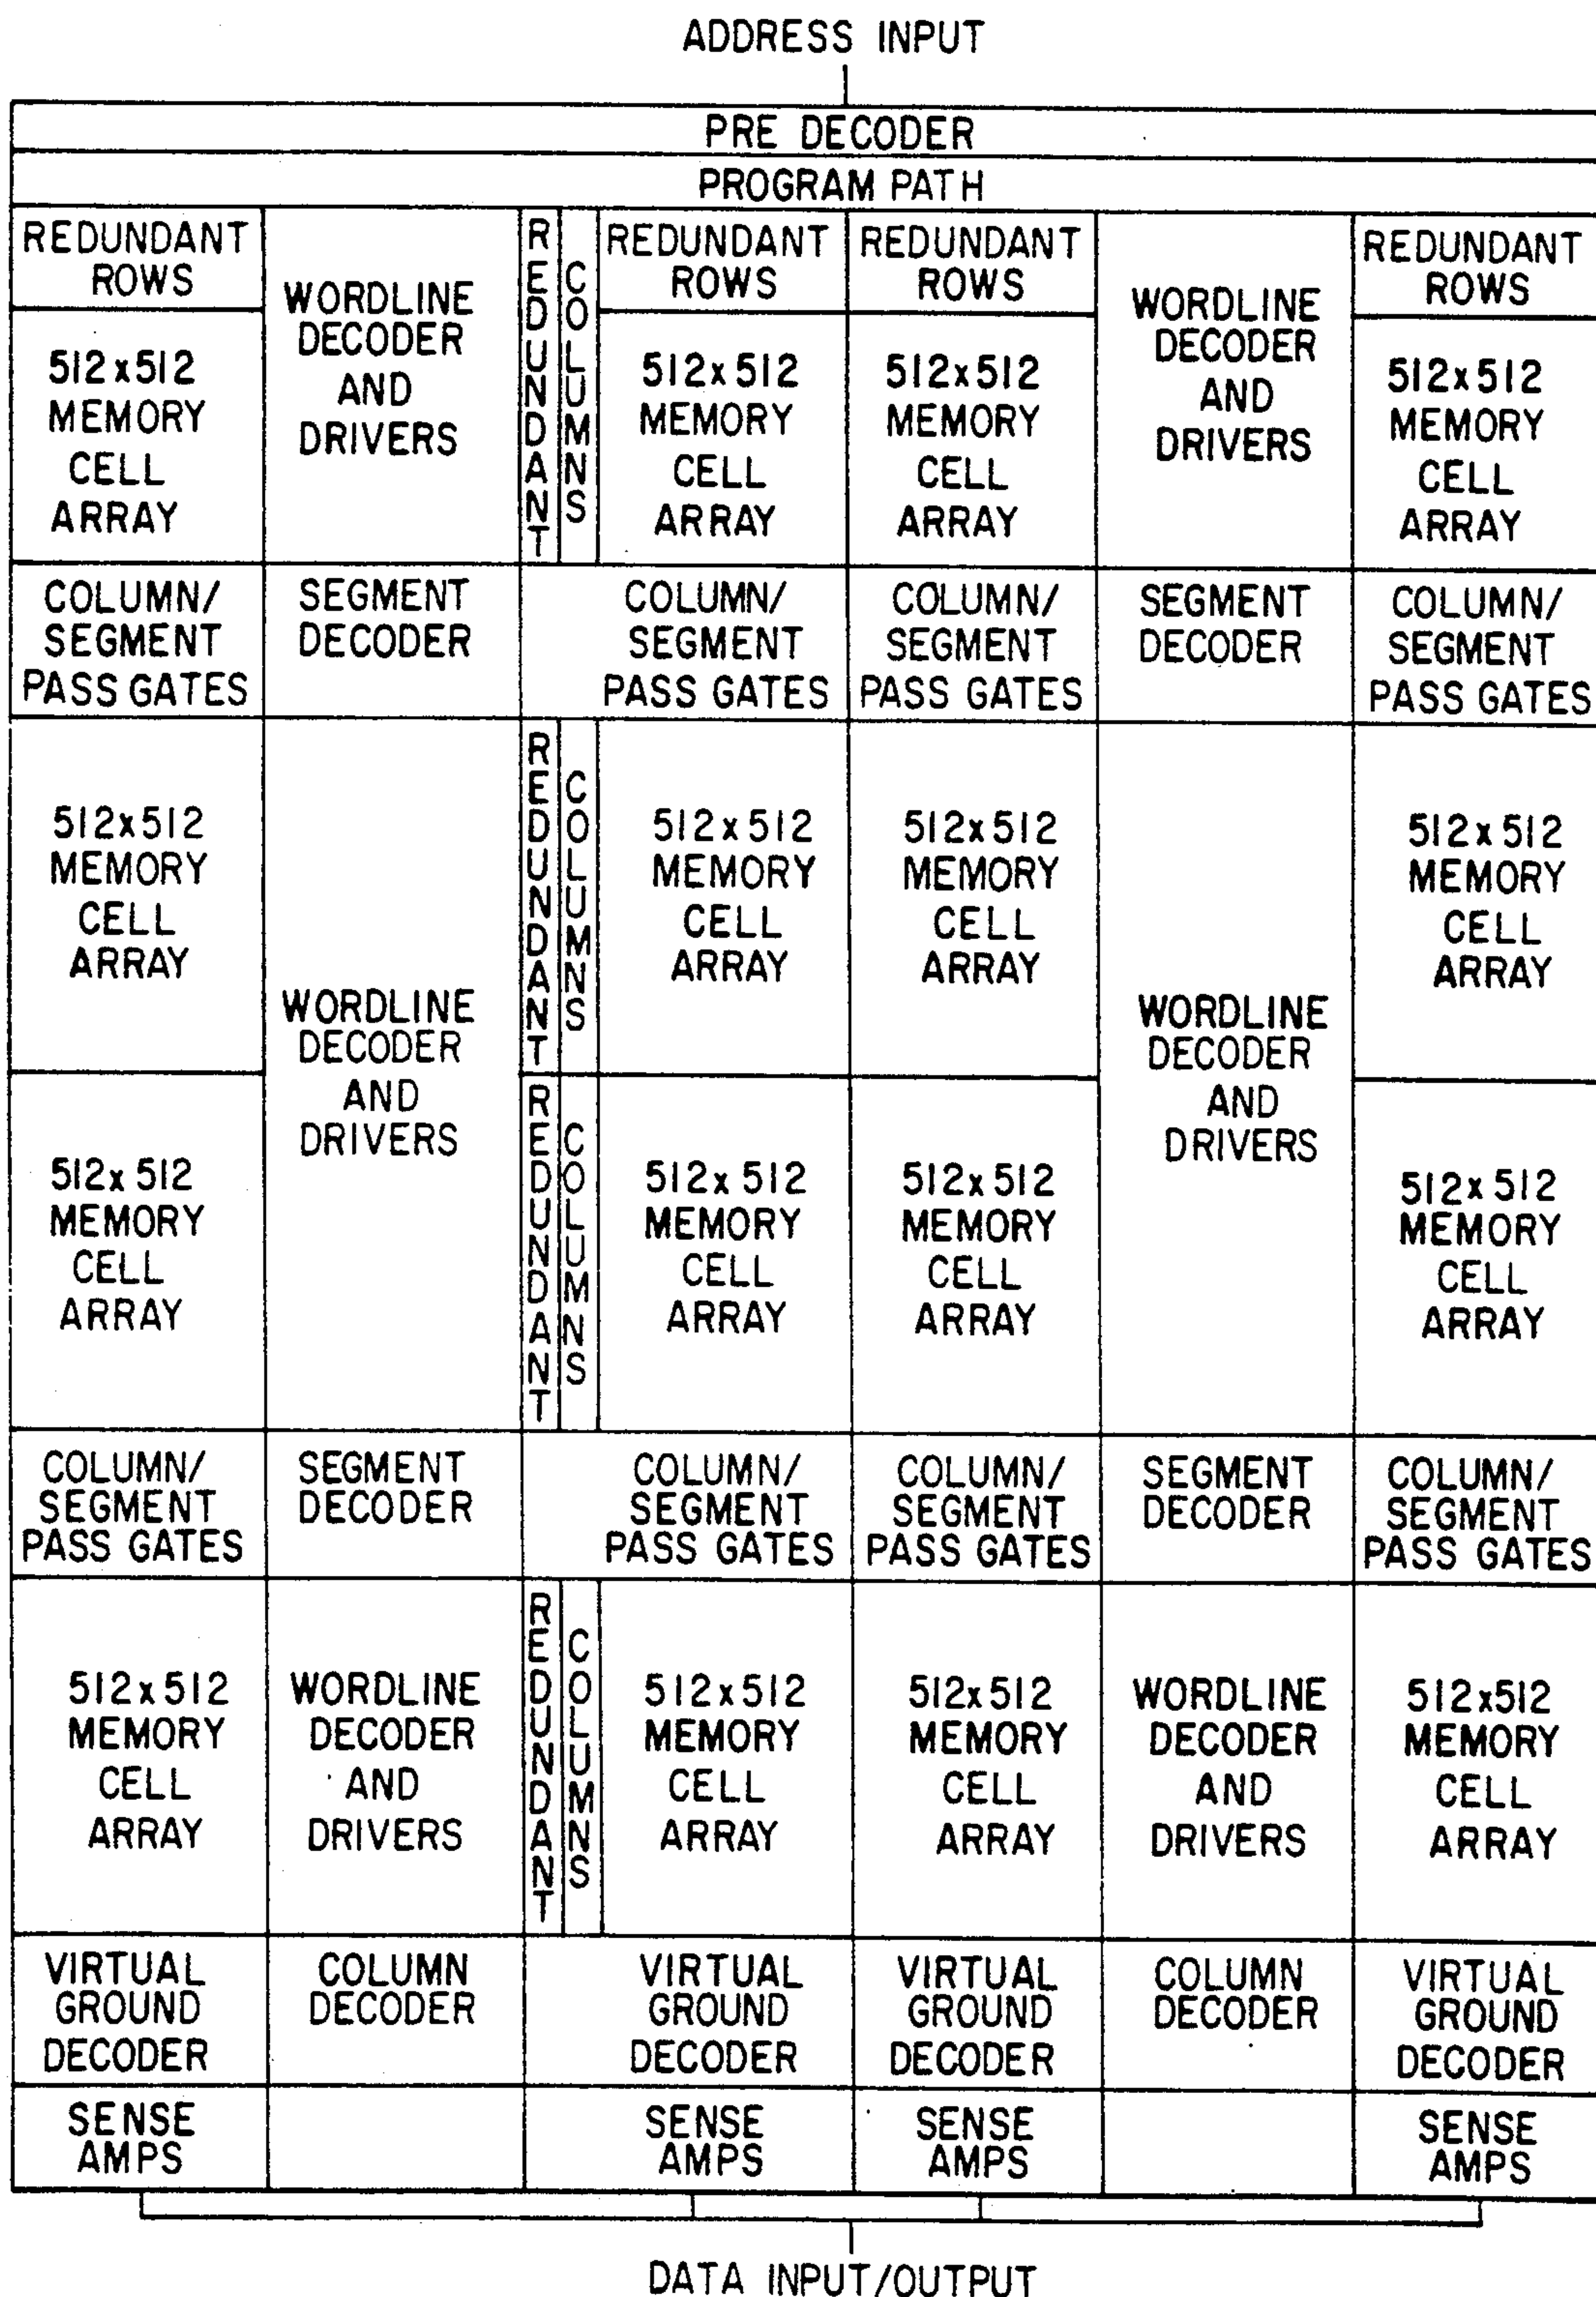 ADDRESS INPUT
PRE DECODER
PROGRAM PATH
REDUNDANT
ROWS
512x512
MEMORY
CELL
ARRAY
WORDLINE
DECODER
AND
DRIVERS
REDUNDANT
COLUMNS
REDUNDANT
ROWS
512x512
MEMORY
CELL
ARRAY
REDUNDANT
ROWS
512x512
MEMORY
CELL
ARRAY
WORDLINE
DECODER
AND
DRIVERS
REDUNDANT
ROWS
512x512
MEMORY
CELL
ARRAY
COLUMN/
SEGMENT
PASS GATES
SEGMENT
DECODER
COLUMN/
SEGMENT
PASS GATES
COLUMN/
SEGMENT
PASS GATES
SEGMENT
DECODER
COLUMN/
SEGMENT
PASS GATES
512x512
MEMORY
CELL
ARRAY
WORDLINE
DECODER
AND
DRIVERS
REDUNDANT
COLUMNS
512x512
MEMORY
CELL
ARRAY
512x512
MEMORY
CELL
ARRAY
WORDLINE
DECODER
AND
DRIVERS
512x512
MEMORY
CELL
ARRAY
512x512
MEMORY
CELL
ARRAY
REDUNDANT
COLUMNS
512x512
MEMORY
CELL
ARRAY
512x512
MEMORY
CELL
ARRAY
512x512
MEMORY
CELL
ARRAY
COLUMN/
SEGMENT
PASS GATES
SEGMENT
DECODER
COLUMN/
SEGMENT
PASS GATES
COLUMN/
SEGMENT
PASS GATES
SEGMENT
DECODER
COLUMN/
SEGMENT
PASS GATES
512x512
MEMORY
CELL
ARRAY
WORDLINE
DECODER
AND
DRIVERS
REDUNDANT
COLUMNS
512x512
MEMORY
CELL
ARRAY
512x512
MEMORY
CELL
ARRAY
WORDLINE
DECODER
AND
DRIVERS
512x512
MEMORY
CELL
ARRAY
VIRTUAL
GROUND
DECODER
COLUMN
DECODER
VIRTUAL
GROUND
DECODER
VIRTUAL
GROUND
DECODER
COLUMN
DECODER
VIRTUAL
GROUND
DECODER
SENSE
AMPS
SENSE
AMPS
SENSE
AMPS
SENSE
AMPS
DATA INPUT/OUTPUT